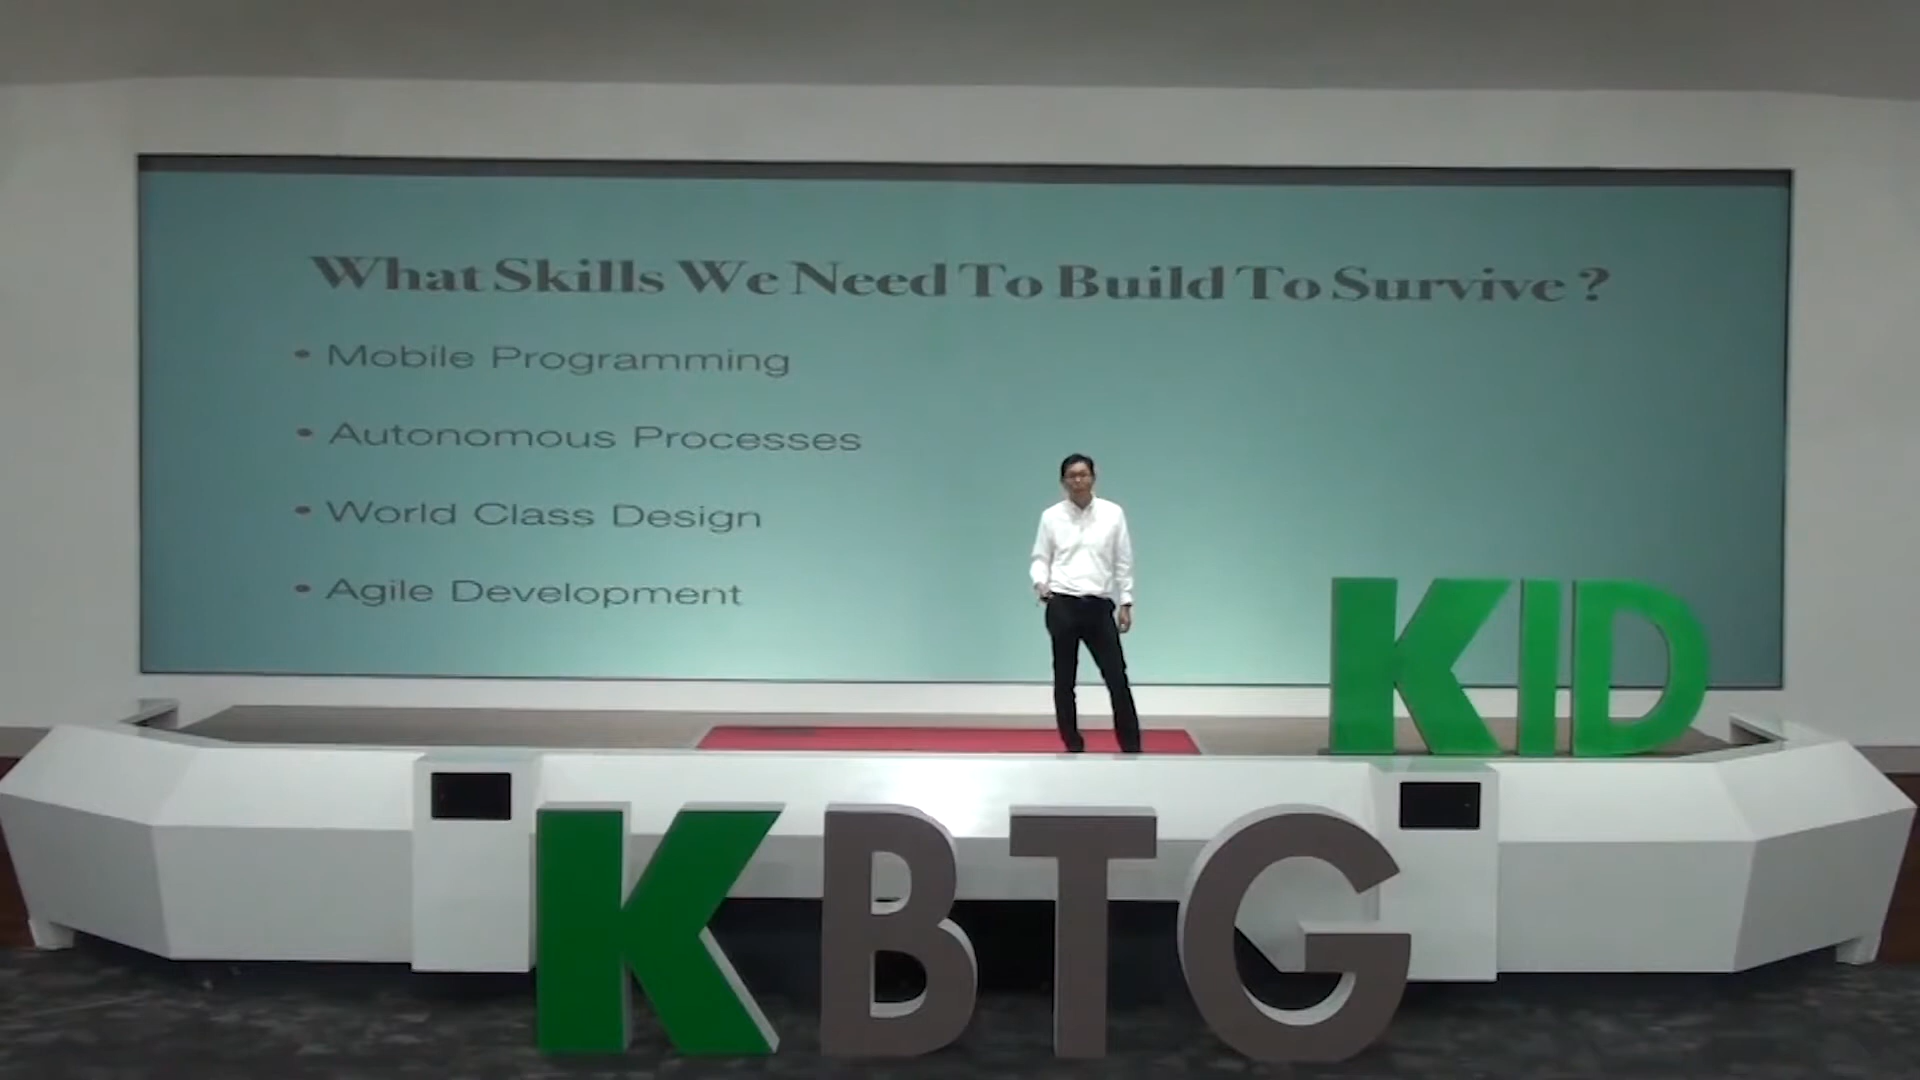 What Skills We Need To Build To Survive ?
• Mobile Programming
• Autonomous Processes
• World Class Design
• Agile Development
KID
KBTG